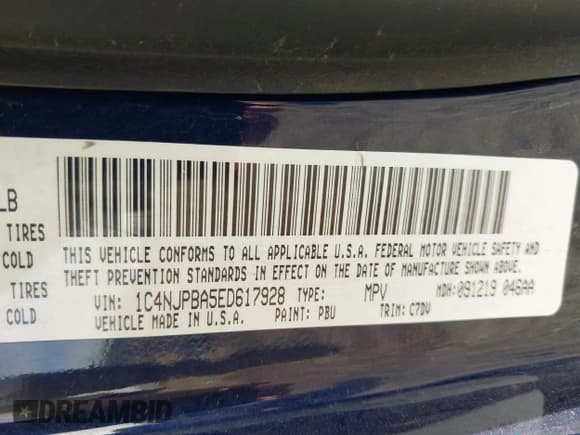 LB
TIRES
COLD
TIRES
COLD
THIS VEHICLE CONFORMS TO ALL APPLICABLE U.S.A. FEDERAL MOTOR VEHICLE SAFETY AND
THEFT PREVENTION STANDARDS IN EFFECT ON THE DATE OF MANUFACTURE SHOWN ABOVE.
VIN: 1C4NJPBA5ED617928 TYPE: MPV MDH:091219 046AA
VEHICLE MADE IN U.S.A. PAINT: PBU TRIM: C7DV
DREAMBID